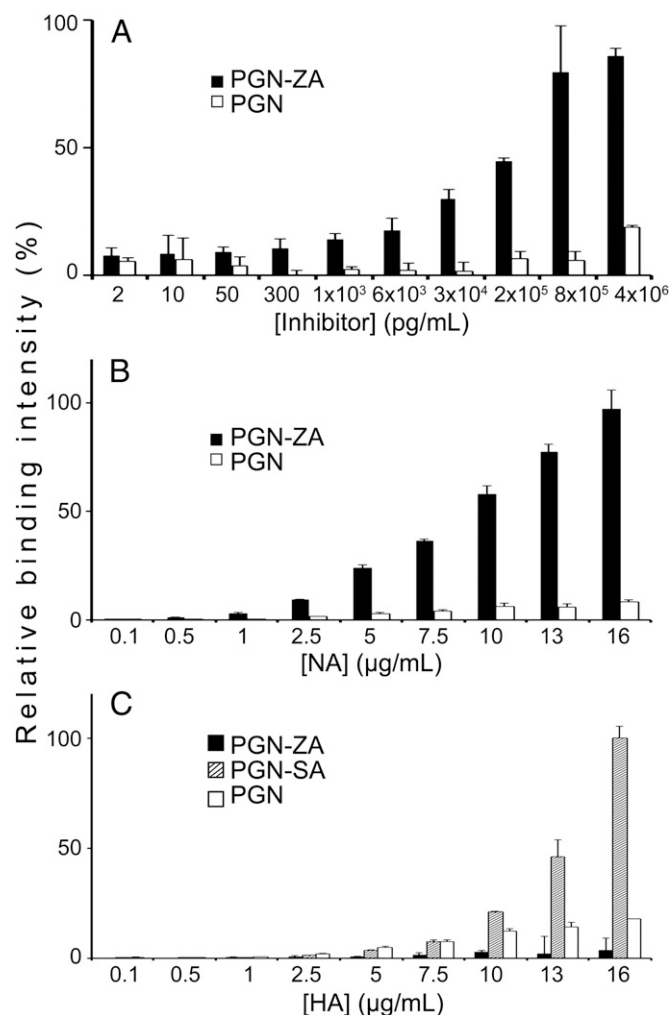 Relative binding intensity (%)
A
100
50
0
PGN-ZA
PGN
2 10 50 300 1x10³ 6x10³ 3x10⁴ 2x10⁵ 8x10⁵ 4x10⁶
[Inhibitor] (pg/mL)
B
100
50
0
PGN-ZA
PGN
0.1 0.5 1 2.5 5 7.5 10 13 16
[NA] (µg/mL)
C
100
50
0
PGN-ZA
PGN-SA
PGN
0.1 0.5 1 2.5 5 7.5 10 13 16
[HA] (µg/mL)